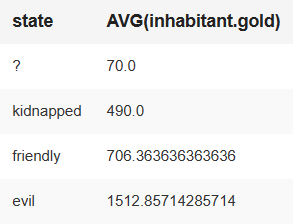 state AVG(inhabitant.gold)
? 70.0
kidnapped 490.0
friendly 706.363636363636
evil 1512.85714285714